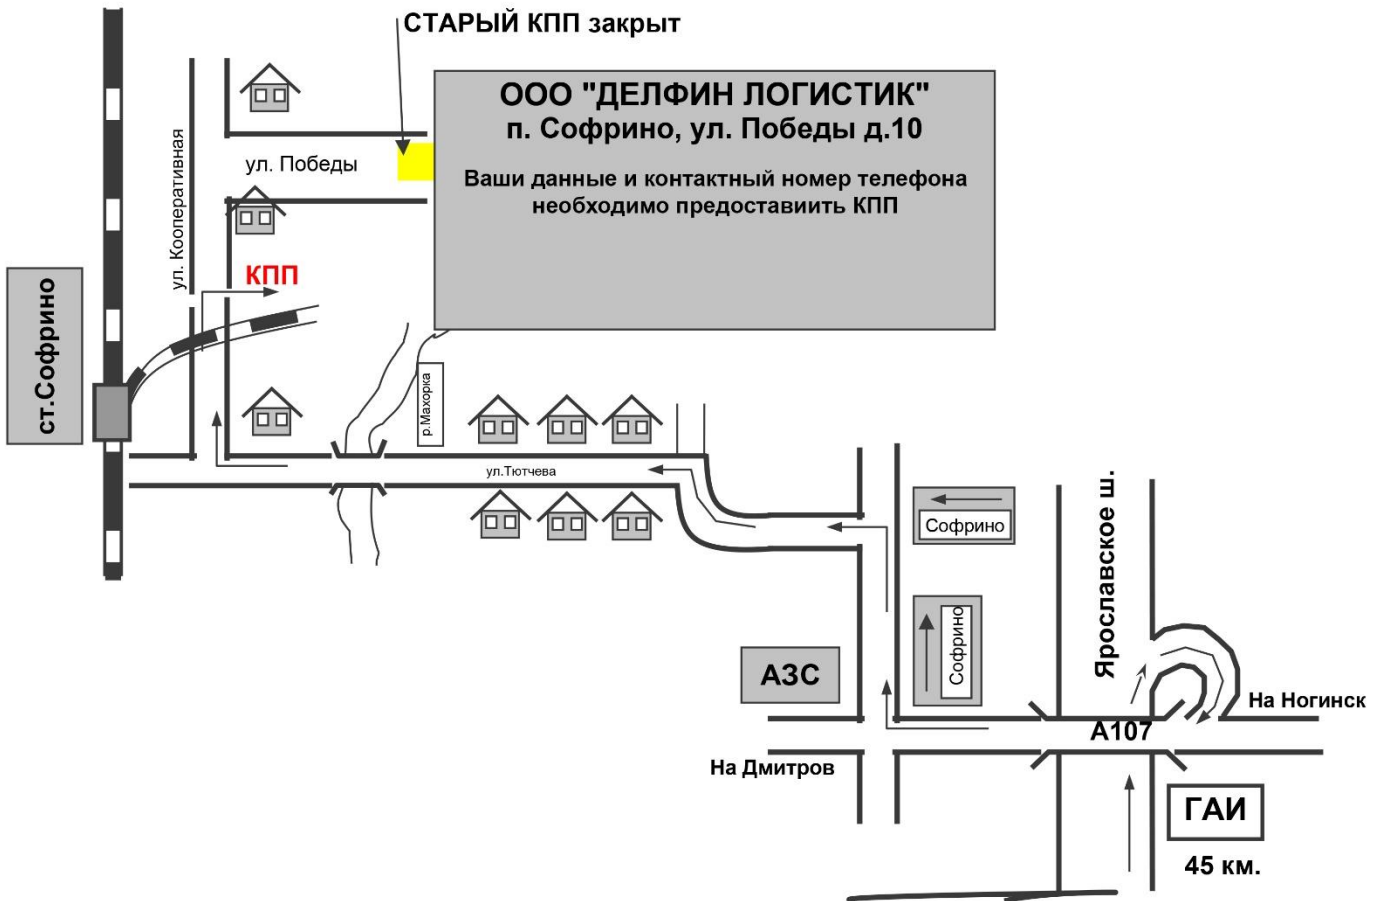 СТАРЫЙ КПП закрыт
ООО "ДЕЛФИН ЛОГИСТИК"
п. Софрино, ул. Победы д.10
Ваши данные и контактный номер телефона
необходимо предоставиить КПП
ул. Кооперативная
ул. Победы
КПП
ст.Софрино
р.Махорка
ул.Тютчева
Софрино
Софрино
Ярославское ш.
АЗС
На Ногинск
А107
На Дмитров
ГАИ
45 км.